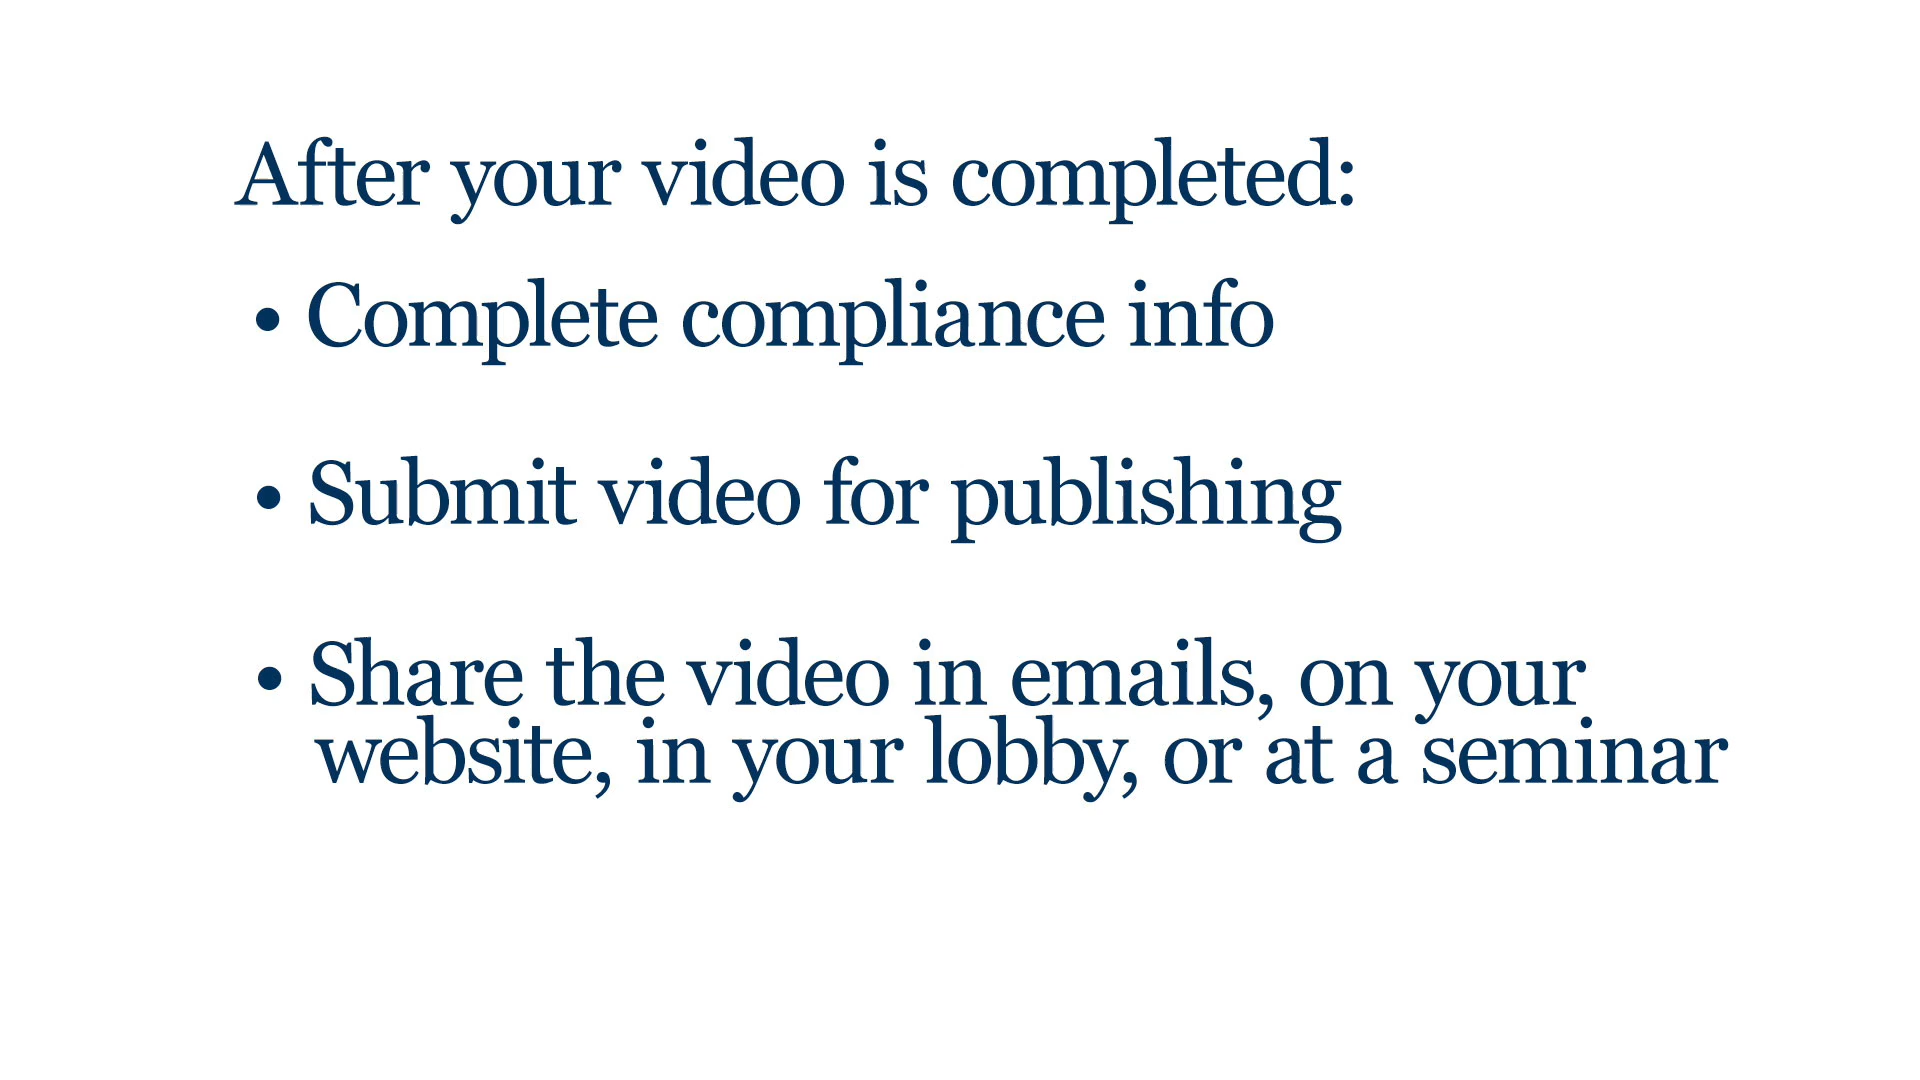 After your video is completed:
• Complete compliance info
• Submit video for publishing
• Share the video in emails, on your
website, in your lobby, or at a seminar